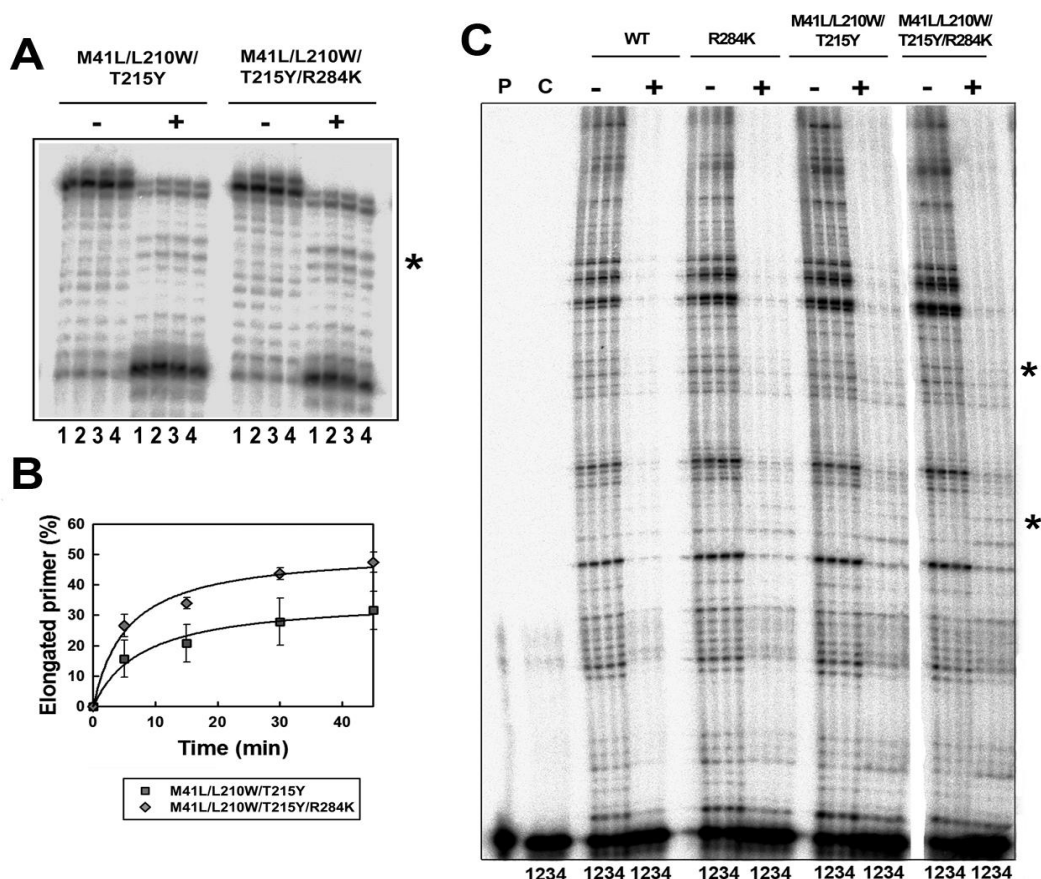 A
M41L/L210W/
T215Y
M41L/L210W/
T215Y/R284K
- + - +
*
1 2 3 4 1 2 3 4 1 2 3 4 1 2 3 4
B
Elongated primer (%)
60
50
40
30
20
10
0
0 10 20 30 40
Time (min)
M41L/L210W/T215Y
M41L/L210W/T215Y/R284K
C
WT
R284K
M41L/L210W/
T215Y
M41L/L210W/
T215Y/R284K
P C - + - + - + - +
*
*
1234 1234 1234 1234 1234 1234 1234 1234 1234